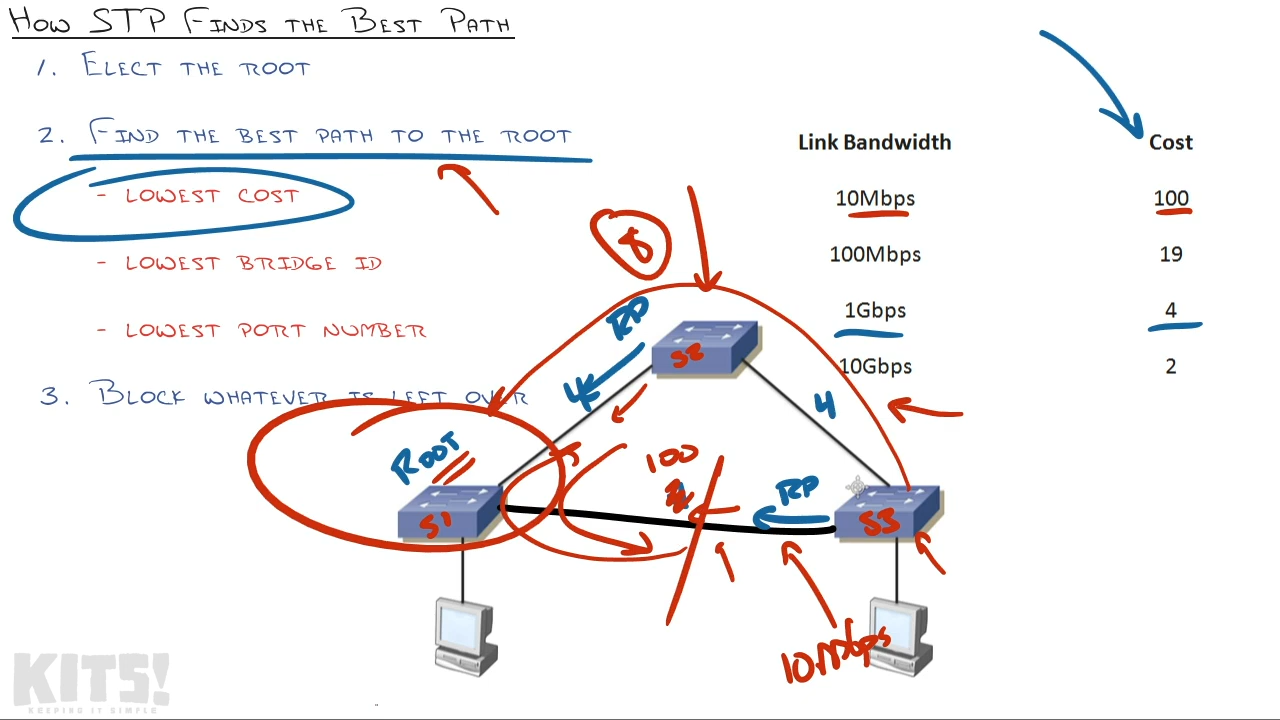 How STP Finds the Best Path
1. Elect the root
2. Find the best path to the root
- Lowest cost
- Lowest Bridge ID
- Lowest port number
3. Block whatever is left over
Link Bandwidth Cost
10Mbps 100
100Mbps 19
1Gbps 4
10Gbps 2
8
RP
S2
4
4
Root
100
RP
S1
S3
10Mbps
KITS!
KEEPING IT SIMPLE